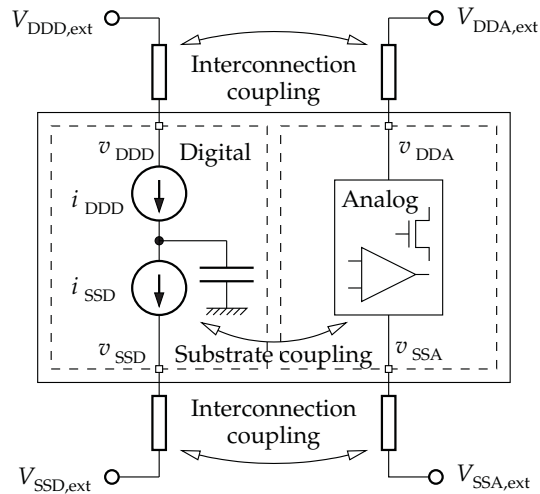 V_DDD,ext
V_DDA,ext
Interconnection
coupling
v_DDD
Digital
v_DDA
i_DDD
Analog
i_SSD
v_SSD
Substrate coupling
v_SSA
Interconnection
coupling
V_SSD,ext
V_SSA,ext